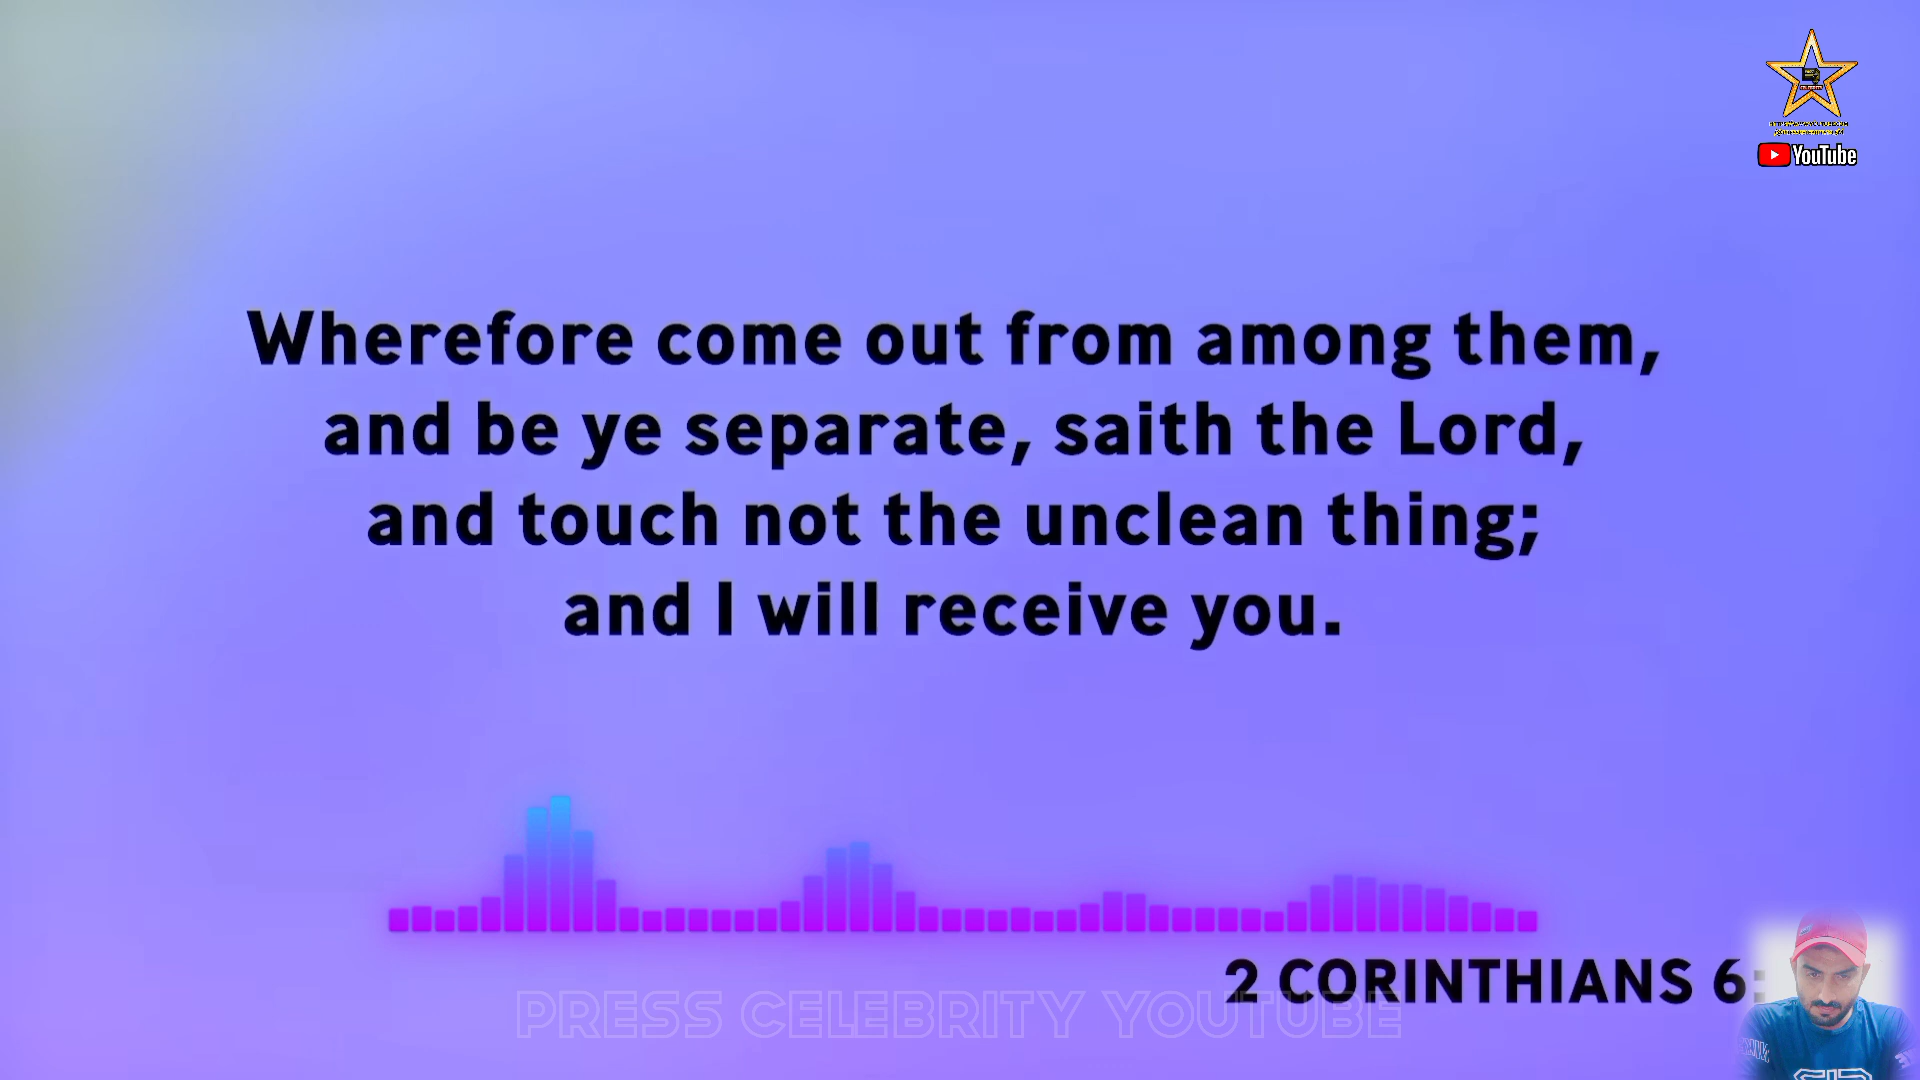 YouTube
Wherefore come out from among them,
and be ye separate, saith the Lord,
and touch not the unclean thing;
and I will receive you.
2 CORINTHIANS 6:
PRESS CELEBRITY YOUTUBE